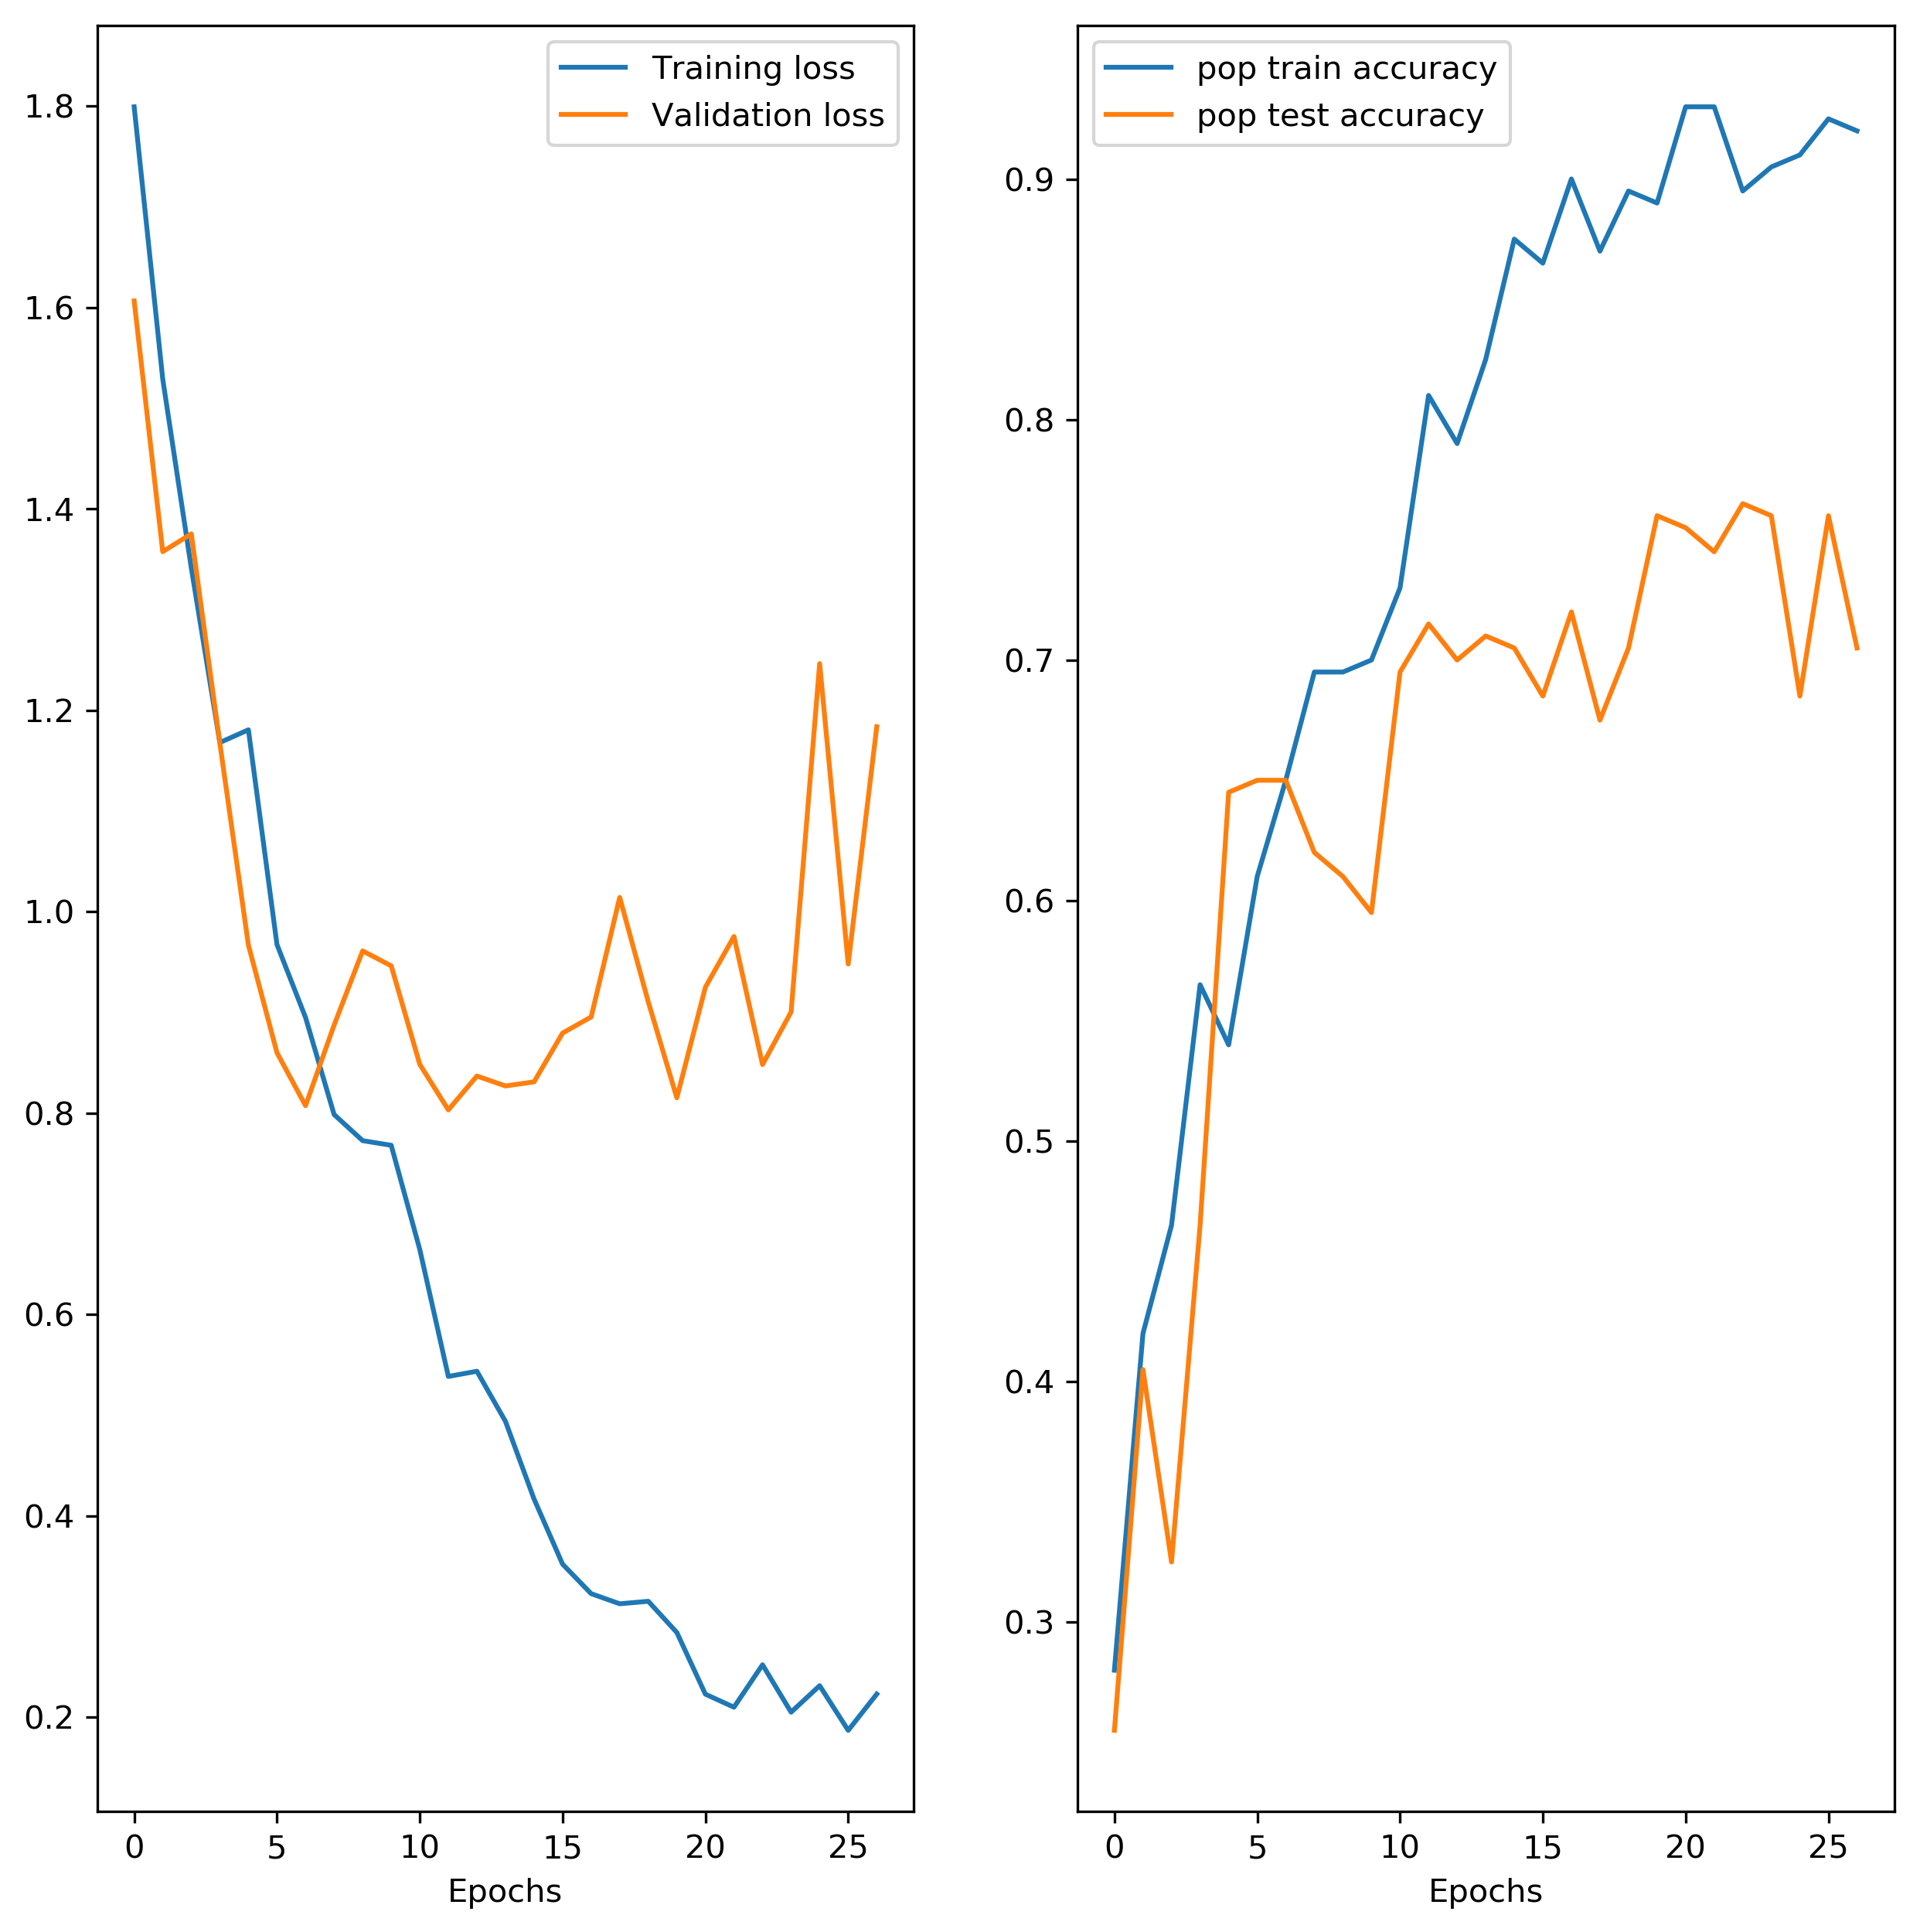 Training loss
Validation loss
1.8
1.6
1.4
1.2
1.0
0.8
0.6
0.4
0.2
0 5 10 15 20 25
Epochs
pop train accuracy
pop test accuracy
0.9
0.8
0.7
0.6
0.5
0.4
0.3
0 5 10 15 20 25
Epochs